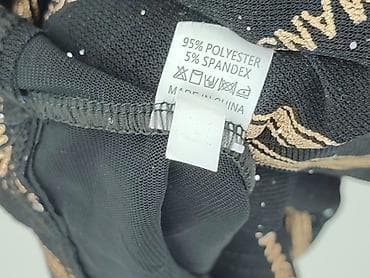 95% POLYESTER
5% SPANDEX
MADE IN CHINA